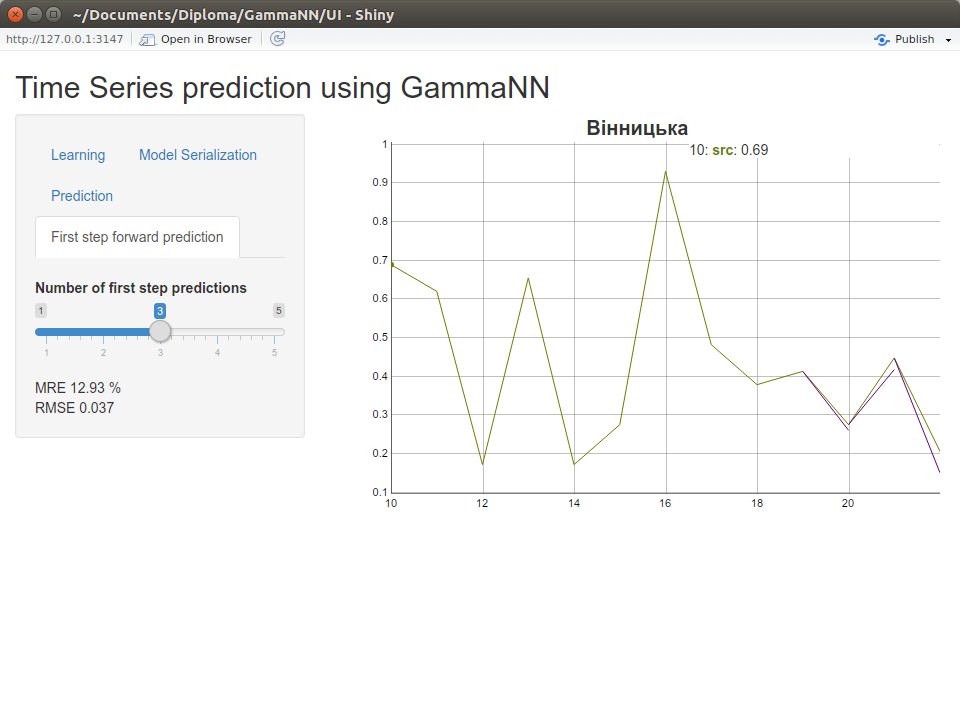 ~/Documents/Diploma/GammaNN/UI - Shiny
http://127.0.0.1:3147 Open in Browser Publish
Time Series prediction using GammaNN
Learning Model Serialization
Prediction
First step forward prediction
Number of first step predictions
1 3 5
1 2 3 4 5
MRE 12.93 %
RMSE 0.037
Вінницька
10: src: 0.69
1
0.9
0.8
0.7
0.6
0.5
0.4
0.3
0.2
0.1
10 12 14 16 18 20